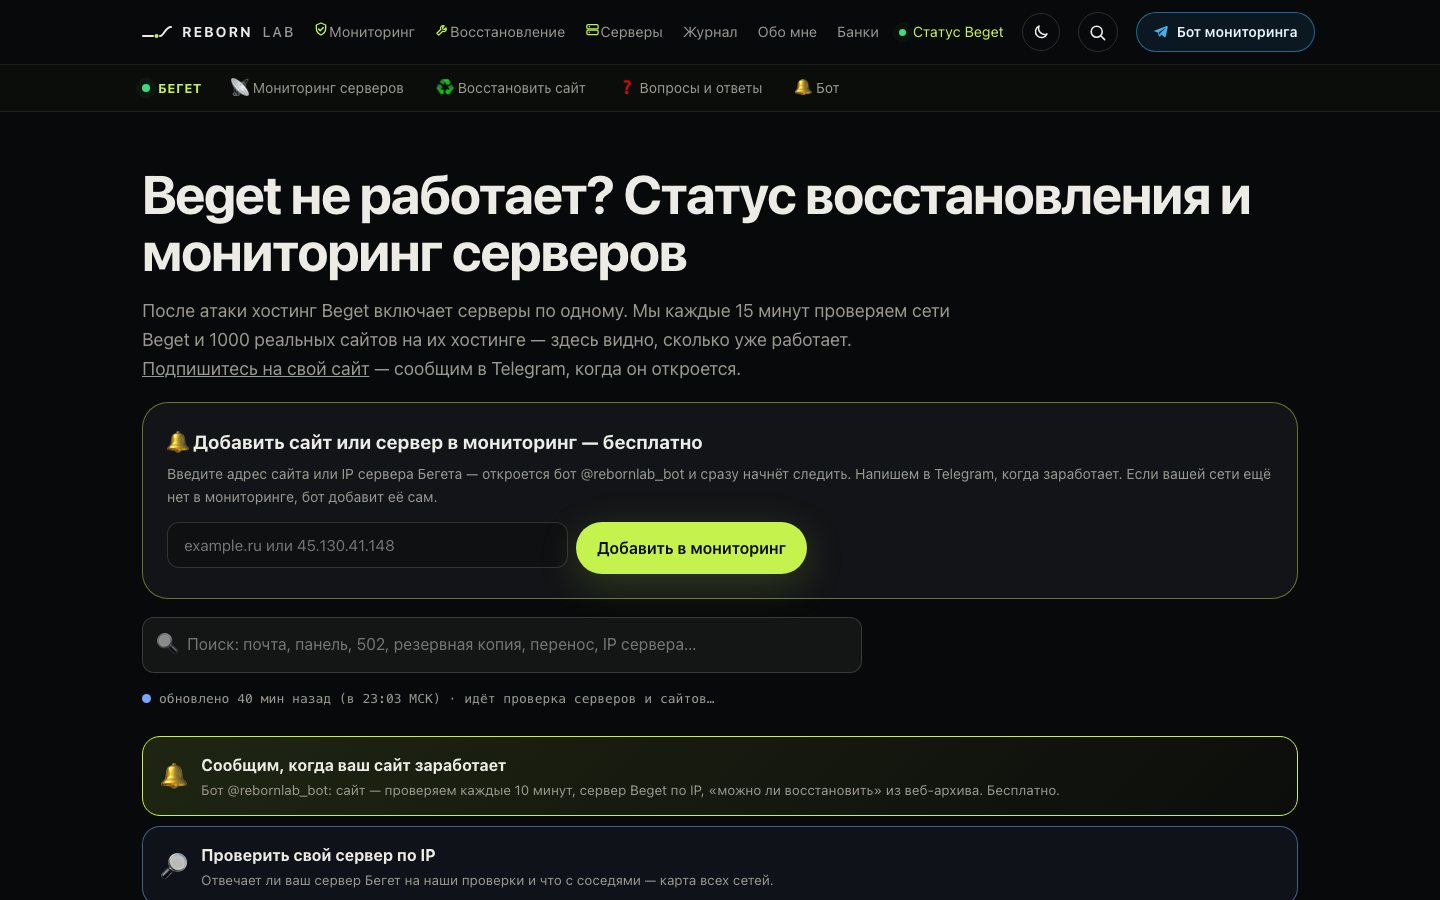 REBORN LAB Мониторинг Восстановление Серверы Журнал Обо мне Банки Статус Beget Бот мониторинга
БЕГЕТ Мониторинг серверов Восстановить сайт Вопросы и ответы Бот
Beget не работает? Статус восстановления и
мониторинг серверов
После атаки хостинг Beget включает серверы по одному. Мы каждые 15 минут проверяем сети
Beget и 1000 реальных сайтов на их хостинге — здесь видно, сколько уже работает.
Подпишитесь на свой сайт — сообщим в Telegram, когда он откроется.
Добавить сайт или сервер в мониторинг — бесплатно
Введите адрес сайта или IP сервера Бегета — откроется бот @rebornlab_bot и сразу начнёт следить. Напишем в Telegram, когда заработает. Если вашей сети ещё
нет в мониторинге, бот добавит её сам.
example.ru или 45.130.41.148 Добавить в мониторинг
Поиск: почта, панель, 502, резервная копия, перенос, IP сервера...
обновлено 40 мин назад (в 23:03 МСК) · идёт проверка серверов и сайтов…
Сообщим, когда ваш сайт заработает
Бот @rebornlab_bot: сайт — проверяем каждые 10 минут, сервер Beget по IP, «можно ли восстановить» из веб-архива. Бесплатно.
Проверить свой сервер по IP
Отвечает ли ваш сервер Бегет на наши проверки и что с соседями — карта всех сетей.